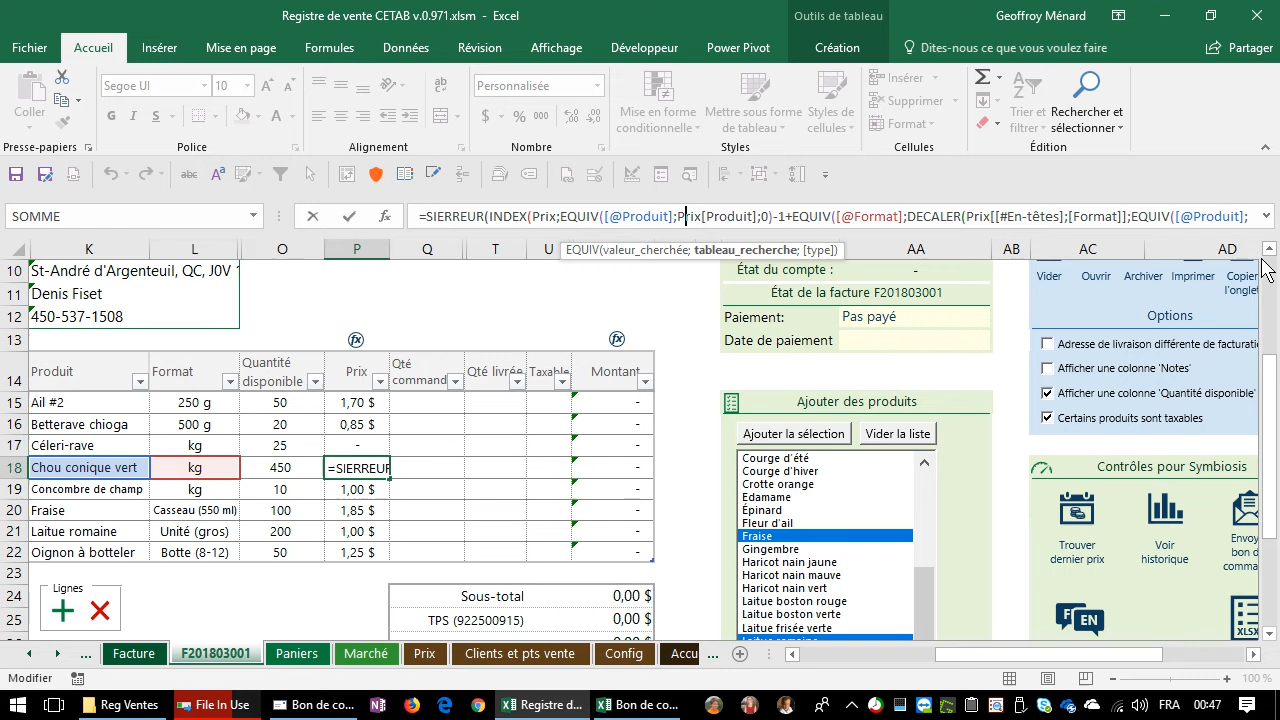 Registre de vente CETAB v.0.971.xlsm - Excel
Outils de tableau
Geoffroy Ménard
Fichier Accueil Insérer Mise en page Formules Données Révision Affichage Développeur Power Pivot Création Dites-nous ce que vous voulez faire Partager
Coller
Segoe UI 10
G I S
ab
Personnalisée
$ % 000
Mise en forme conditionnelle
Mettre sous forme de tableau
Styles de cellules
Insérer
Supprimer
Format
Trier et filtrer
Rechercher et sélectionner
Presse-papiers Police Alignement Nombre Styles Cellules Édition
SOMME
=SIERREUR(INDEX(Prix;EQUIV([@Produit];Prix[Produit];0)-1+EQUIV([@Format];DECALER(Prix[[#En-têtes];[Format]];EQUIV([@Produit];
EQUIV(valeur_cherchée; tableau_recherche; [type])
K L O P Q T U AA AB AC AD
10 St-André d'Argenteuil, QC, J0V
11 Denis Fiset
12 450-537-1508
13 fx fx
14 Produit Format Quantité disponible Prix Qté command Qté livrée Taxable Montant
15 Ail #2 250 g 50 1,70 $ -
16 Betterave chioga 500 g 20 0,85 $ -
17 Céleri-rave kg 25 - -
18 Chou conique vert kg 450 =SIERREUR -
19 Concombre de champ kg 10 1,00 $ -
20 Fraise Casseau (550 ml) 100 1,85 $ -
21 Laitue romaine Unité (gros) 200 1,00 $ -
22 Oignon à botteler Botte (8-12) 50 1,25 $ -
23
24 Sous-total 0,00 $
25 TPS (922500915) 0,00 $
Lignes
État du compte : -
État de la facture F201803001
Paiement: Pas payé
Date de paiement
Ajouter des produits
Ajouter la sélection Vider la liste
Courge d'été
Courge d'hiver
Crotte orange
Edamame
Épinard
Fleur d'ail
Fraise
Gingembre
Haricot nain jaune
Haricot nain mauve
Haricot nain vert
Laitue boston rouge
Laitue boston verte
Laitue frisée verte
Laitue romaine
Vider Ouvrir Archiver Imprimer Copier l'onglet
Options
Adresse de livraison différente de facturatio
Afficher une colonne 'Notes'
Afficher une colonne 'Quantité disponible'
Certains produits sont taxables
Contrôles pour Symbiosis
Trouver dernier prix
Voir historique
Envoy bon d comma
F EN
XLSX
... Facture F201803001 Paniers Marché Prix Clients et pts vente Config Accu ...
Modifier
100 %
Reg Ventes
File In Use
Bon de co...
Registre d...
Bon de co...
FRA 00:47